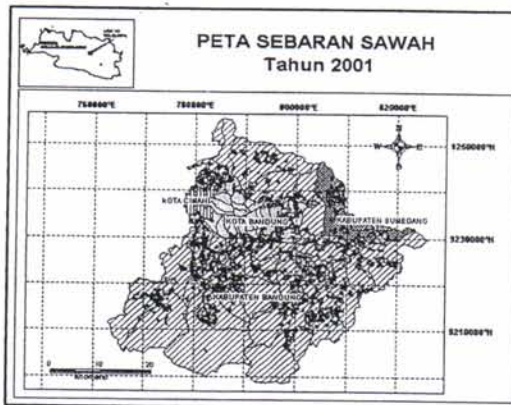 PETA SEBARAN SAWAH
Tahun 2001
780000°E
800000°E
820000°E
N
W
E
S
9230000°N
9210000°N
KOTA CIMAHI
KOTA BANDUNG
KABUPATEN SUMEDANG
KABUPATEN BANDUNG
0
10
20
Kilometers